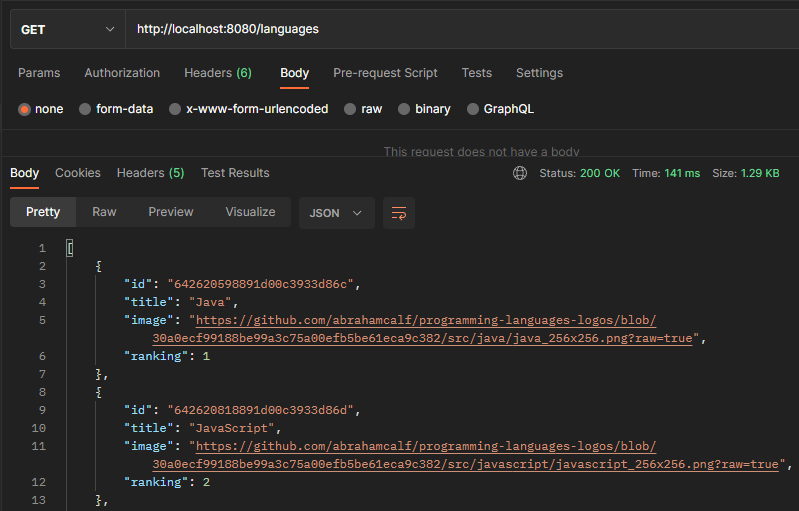 GET http://localhost:8080/languages
Params Authorization Headers (6) Body Pre-request Script Tests Settings
none form-data x-www-form-urlencoded raw binary GraphQL
This request does not have a body
Body Cookies Headers (5) Test Results Status: 200 OK Time: 141 ms Size: 1.29 KB
Pretty Raw Preview Visualize JSON
1 [
2 {
3 "id": "642620598891d00c3933d86c",
4 "title": "Java",
5 "image": "https://github.com/abrahamcalf/programming-languages-logos/blob/
30a0ecf99188be99a3c75a00efb5be61eca9c382/src/java/java_256x256.png?raw=true",
6 "ranking": 1
7 },
8 {
9 "id": "642620818891d00c3933d86d",
10 "title": "JavaScript",
11 "image": "https://github.com/abrahamcalf/programming-languages-logos/blob/
30a0ecf99188be99a3c75a00efb5be61eca9c382/src/javascript/javascript_256x256.png?raw=true",
12 "ranking": 2
13 },